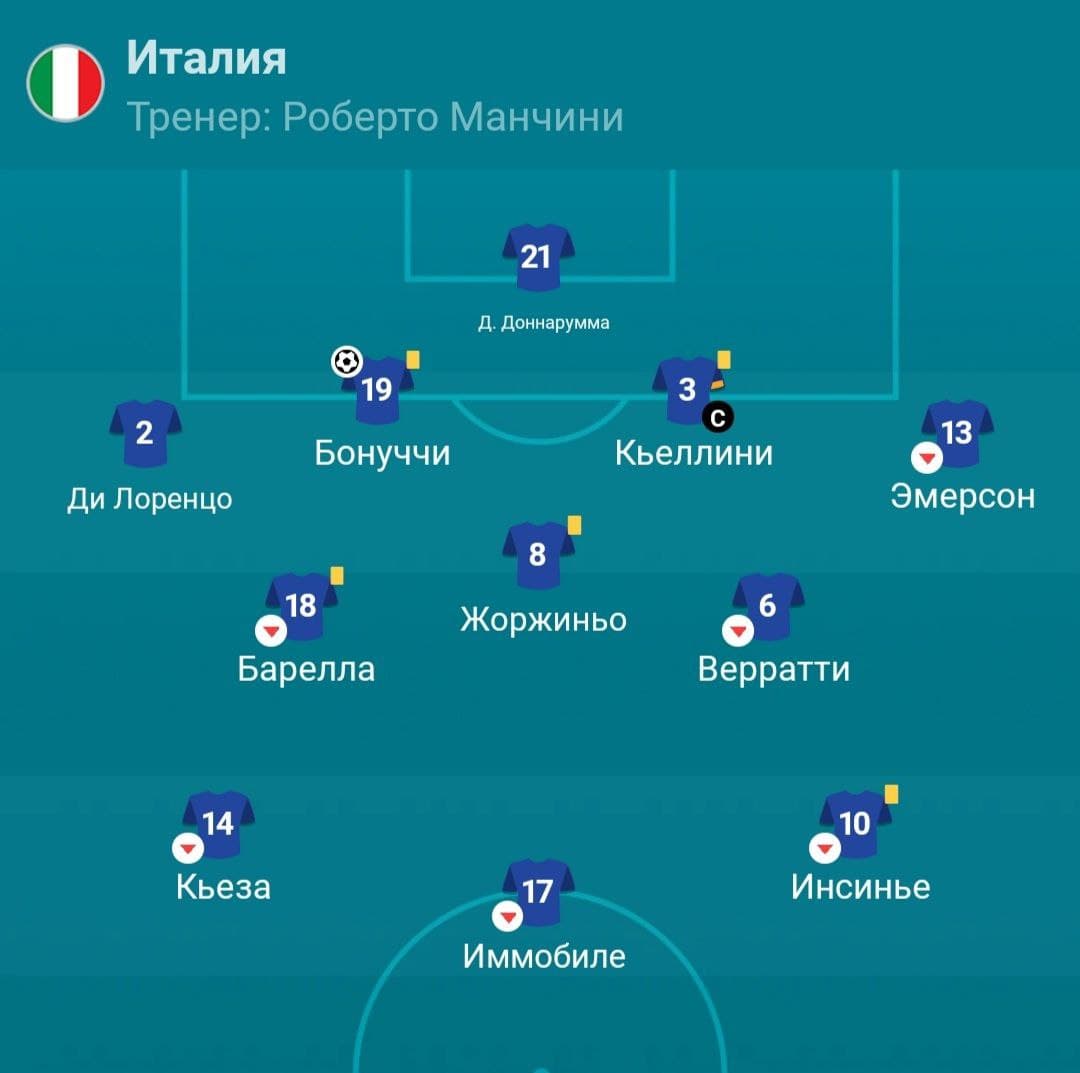 Италия
Тренер: Роберто Манчини
21
Д. Доннарумма
19
Бонуччи
3
C
Кьеллини
2
Ди Лоренцо
13
Эмерсон
8
Жоржиньо
18
Барелла
6
Верратти
14
Кьеза
10
Инсинье
17
Иммобиле